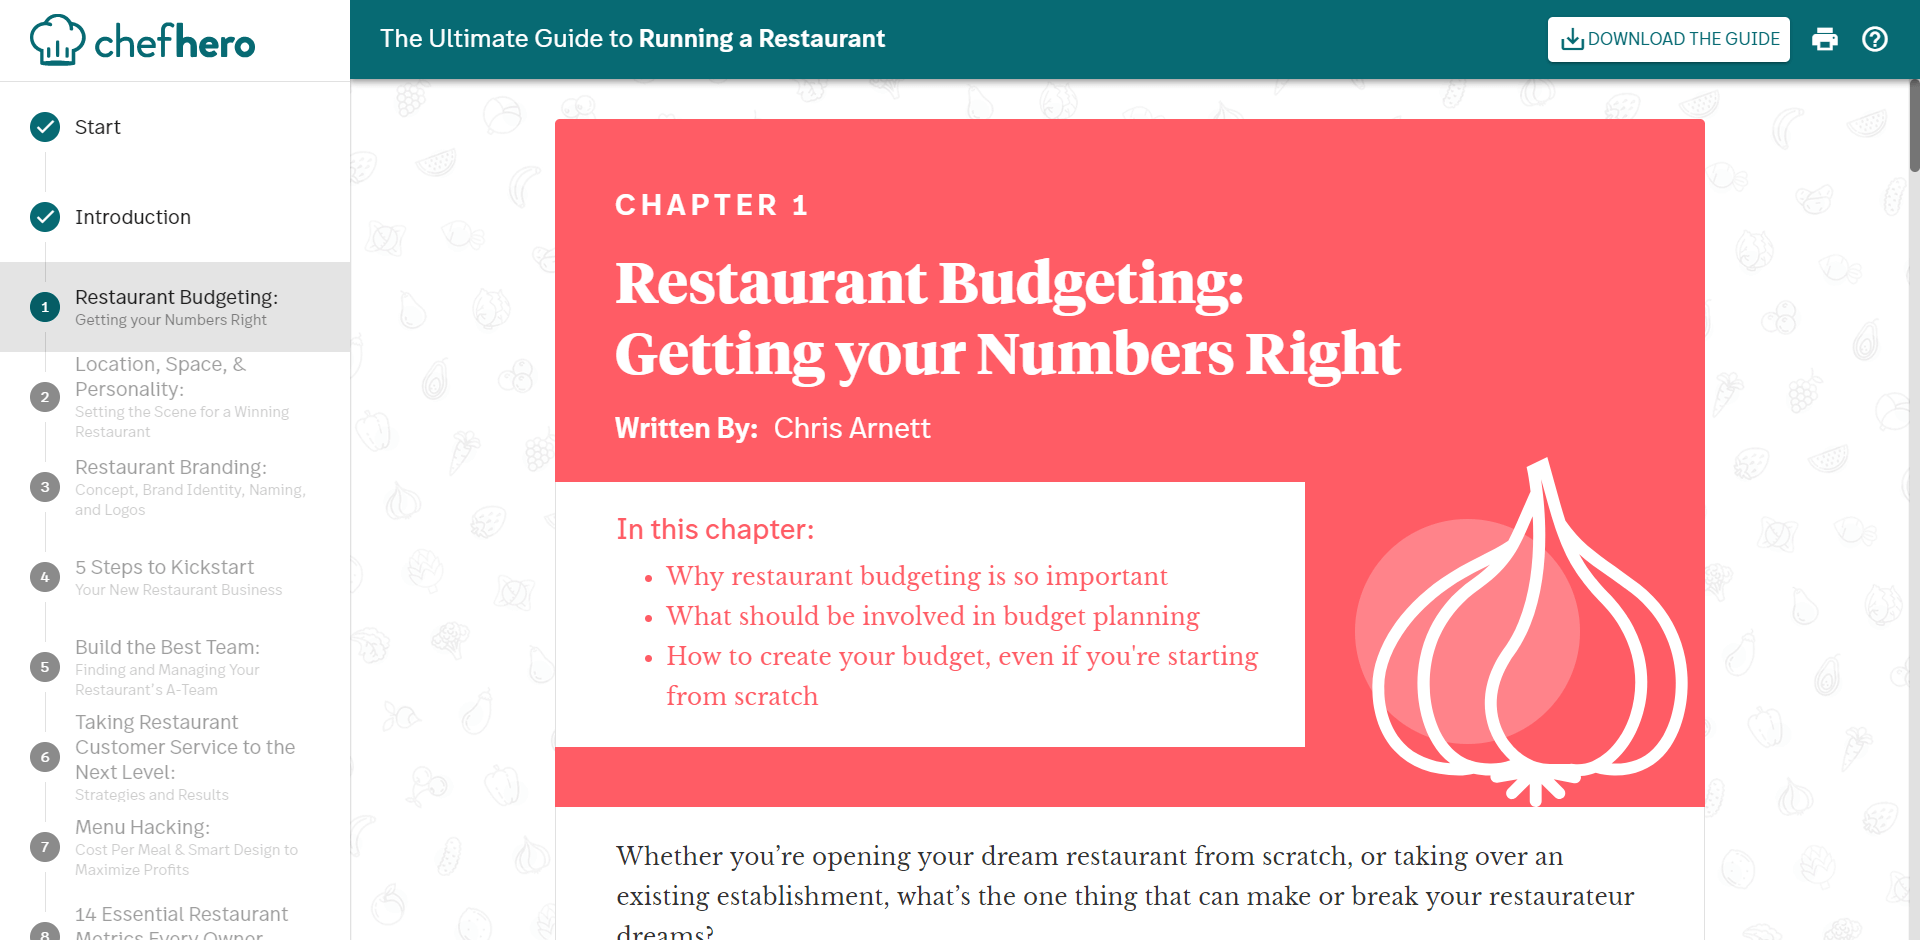 chefhero
The Ultimate Guide to Running a Restaurant
DOWNLOAD THE GUIDE
?
Start
Introduction
1
Restaurant Budgeting:
Getting your Numbers Right
2
Location, Space, &
Personality:
Setting the Scene for a Winning
Restaurant
3
Restaurant Branding:
Concept, Brand Identity, Naming,
and Logos
4
5 Steps to Kickstart
Your New Restaurant Business
5
Build the Best Team:
Finding and Managing Your
Restaurant's A-Team
6
Taking Restaurant
Customer Service to the
Next Level:
Strategies and Results
7
Menu Hacking:
Cost Per Meal & Smart Design to
Maximize Profits
8
14 Essential Restaurant
Metrics Every Owner
CHAPTER 1
Restaurant Budgeting:
Getting your Numbers Right
Written By: Chris Arnett
In this chapter:
• Why restaurant budgeting is so important
• What should be involved in budget planning
• How to create your budget, even if you're starting
from scratch
Whether you’re opening your dream restaurant from scratch, or taking over an
existing establishment, what’s the one thing that can make or break your restaurateur
dreams?